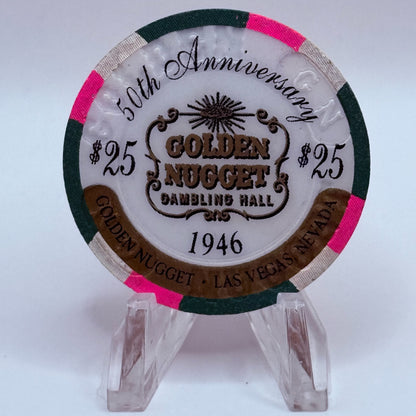 50th Anniversary
$25
$25
GOLDEN
NUGGET
GAMBLING HALL
1946
GOLDEN NUGGET · LAS VEGAS, NEVADA